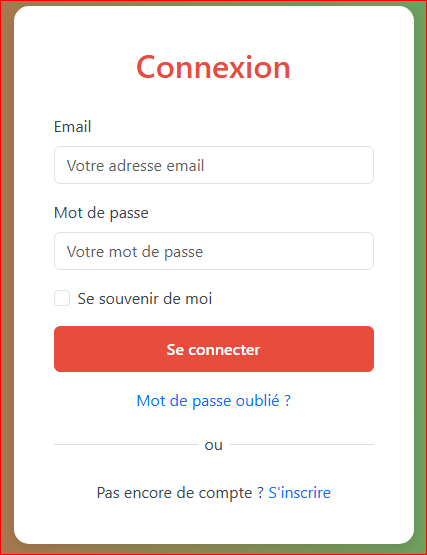 Connexion
Email
Votre adresse email
Mot de passe
Votre mot de passe
Se souvenir de moi
Se connecter
Mot de passe oublié ?
ou
Pas encore de compte ? S'inscrire